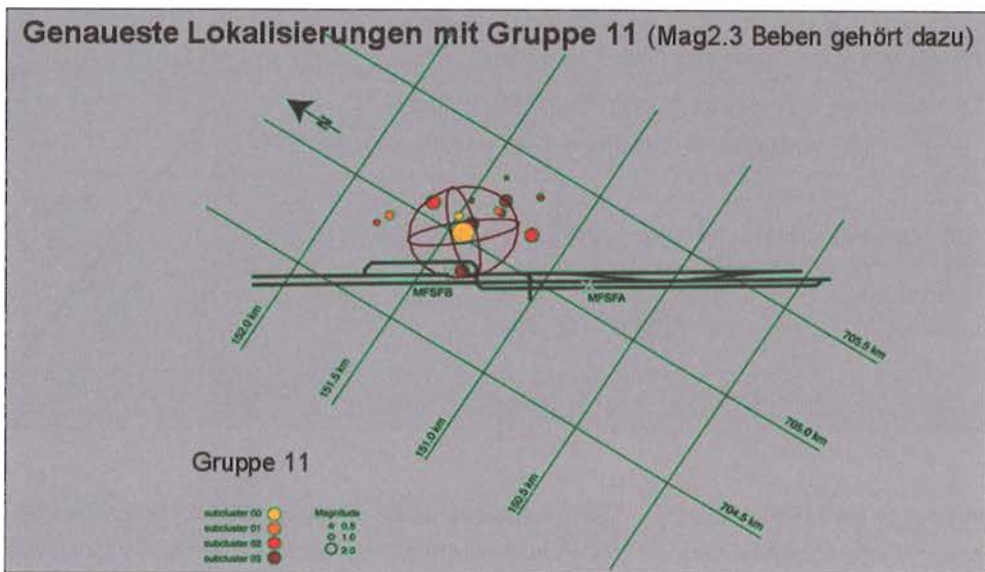 Genaueste Lokalisierungen mit Gruppe 11 (Mag2.3 Beben gehört dazu)
N
MFSFB
MFSFA
152.0 km
151.5 km
151.0 km
150.5 km
705.5 km
705.0 km
704.5 km
Gruppe 11
subcluster 00
subcluster 01
subcluster 02
subcluster 03
Magnitude
0.5
1.0
2.0